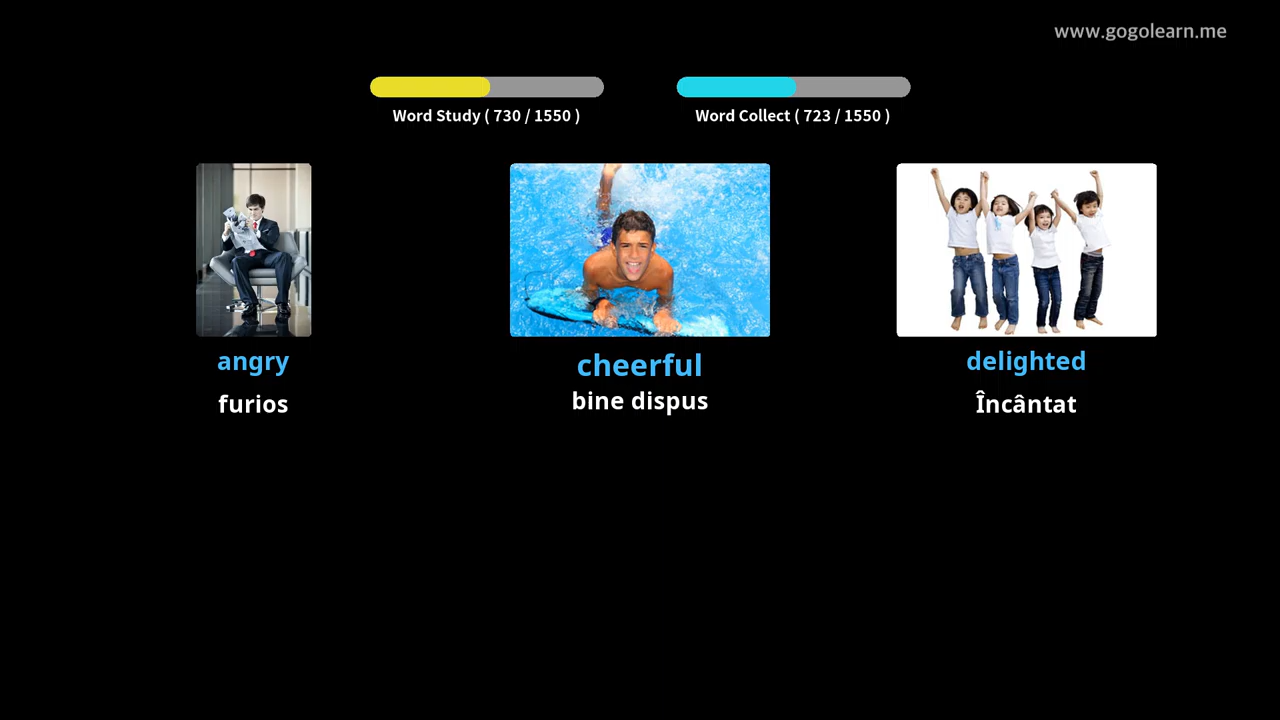 www.gogolearn.me
Word Study ( 730 / 1550 )
Word Collect ( 723 / 1550 )
angry
cheerful
delighted
furios
bine dispus
Încântat